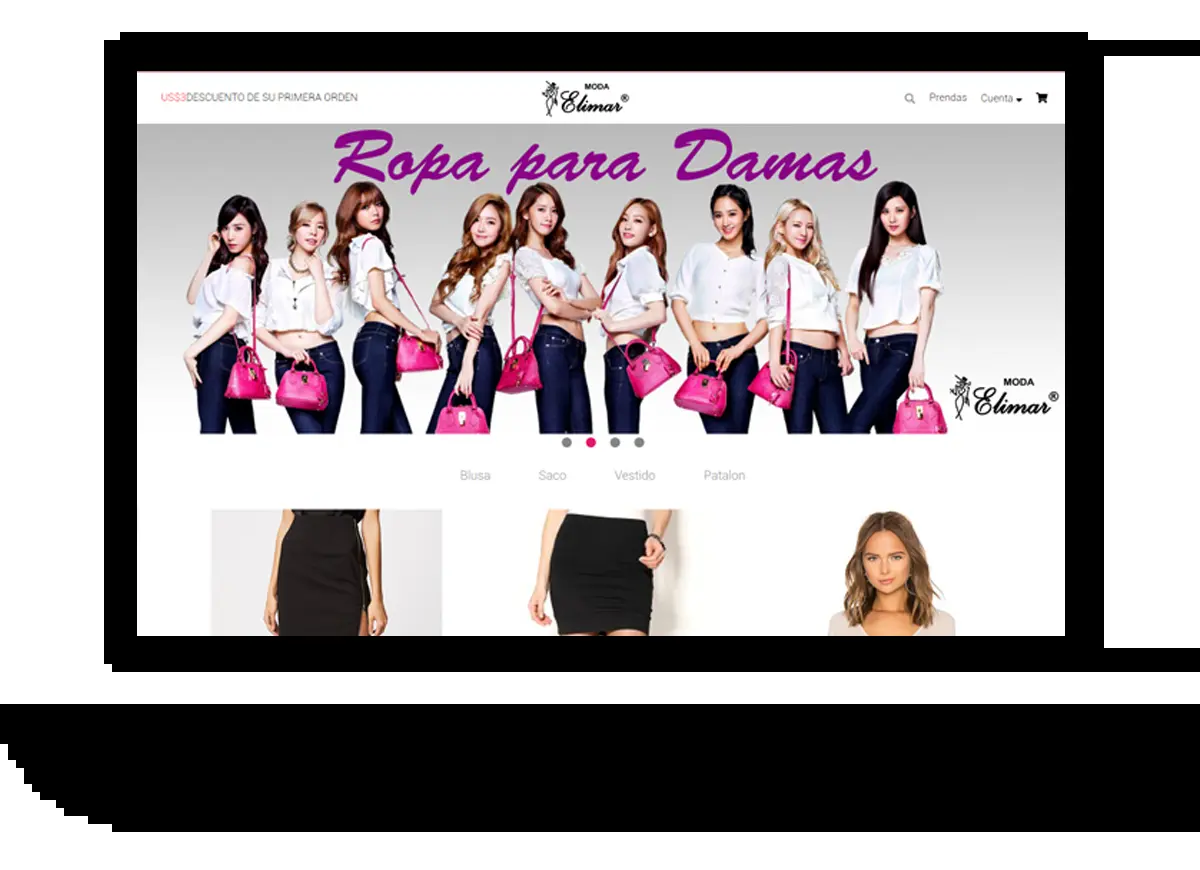 US$3DESCUENTO DE SU PRIMERA ORDEN
MODA
Elimar®
Prendas
Cuenta
Ropa para Damas
MODA
Elimar®
Blusa
Saco
Vestido
Patalon